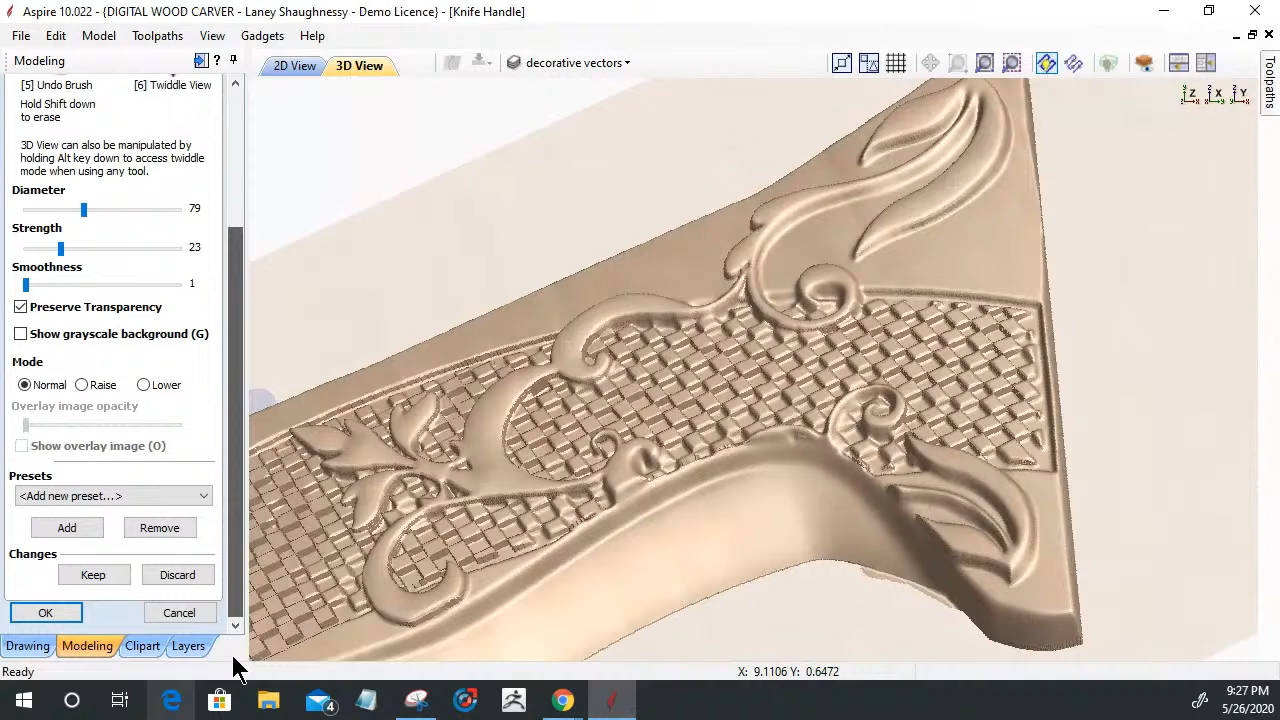 Aspire 10.022 - {DIGITAL WOOD CARVER - Laney Shaughnessy - Demo Licence} - [Knife Handle]
File Edit Model Toolpaths View Gadgets Help
Modeling ?
2D View 3D View decorative vectors
Z X Y
Toolpaths
[5] Undo Brush [6] Twiddle View
Hold Shift down
to erase
3D View can also be manipulated by
holding Alt key down to access twiddle
mode when using any tool.
Diameter
79
Strength
23
Smoothness
1
Preserve Transparency
Show grayscale background (G)
Mode
Normal Raise Lower
Overlay image opacity
Show overlay image (O)
Presets
<Add new preset...>
Add Remove
Changes
Keep Discard
OK Cancel
Drawing Modeling Clipart Layers
Ready X: 9.1106 Y: 0.6472
4
9:27 PM
5/26/2020